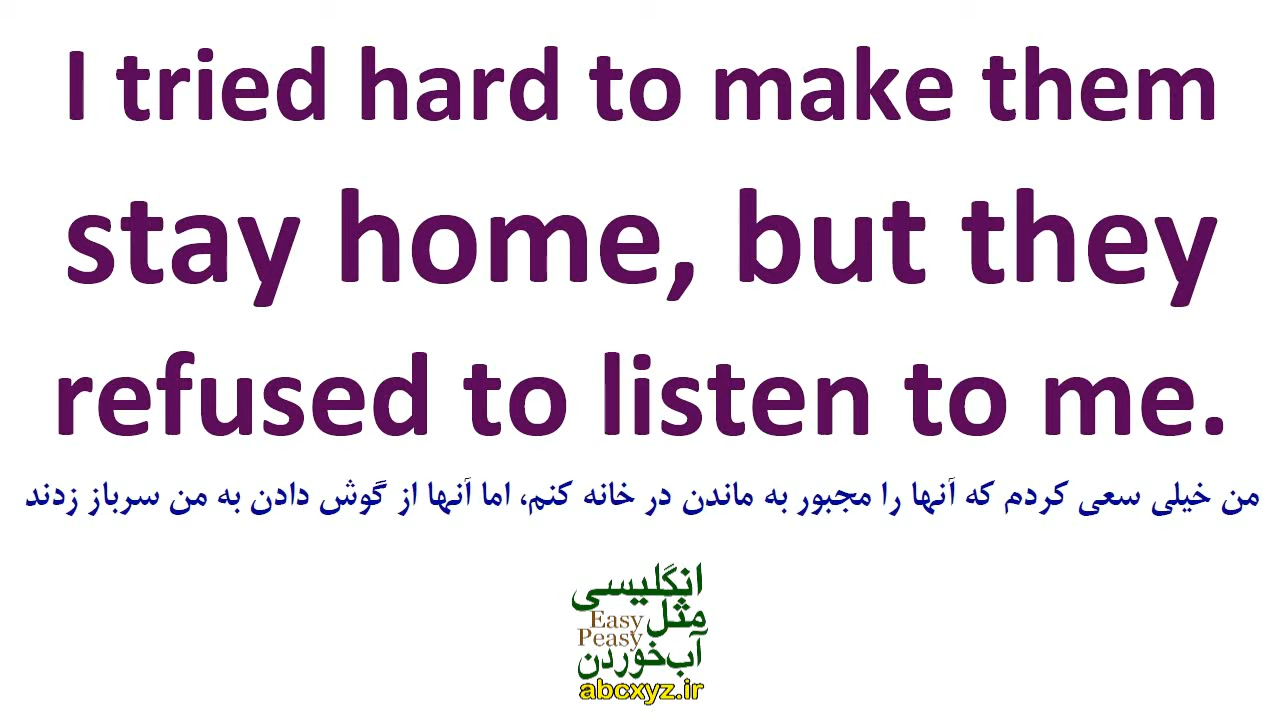 I tried hard to make them
stay home, but they
refused to listen to me.
من خیلی سعی کردم که آنها را مجبور به ماندن در خانه کنم، اما آنها از گوش دادن به من سرباز زدند
انگلیسی
مثل
Easy
Peasy
آب‌خوردن
abcxyz.ir